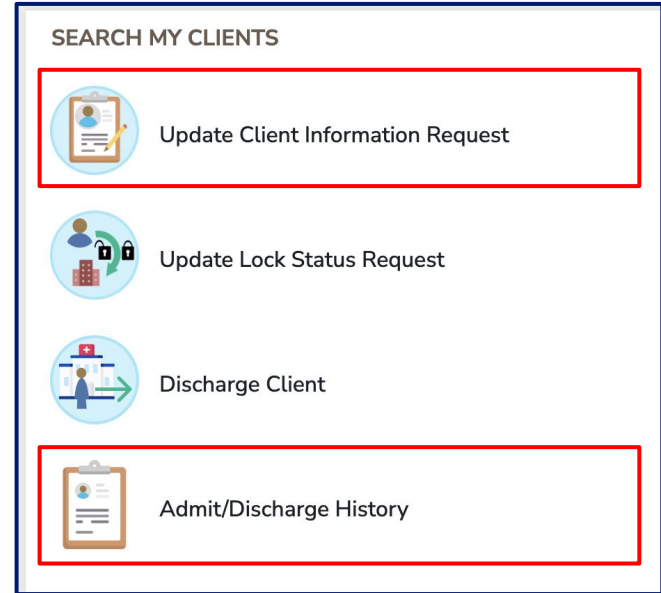 SEARCH MY CLIENTS
Update Client Information Request
Update Lock Status Request
Discharge Client
Admit/Discharge History